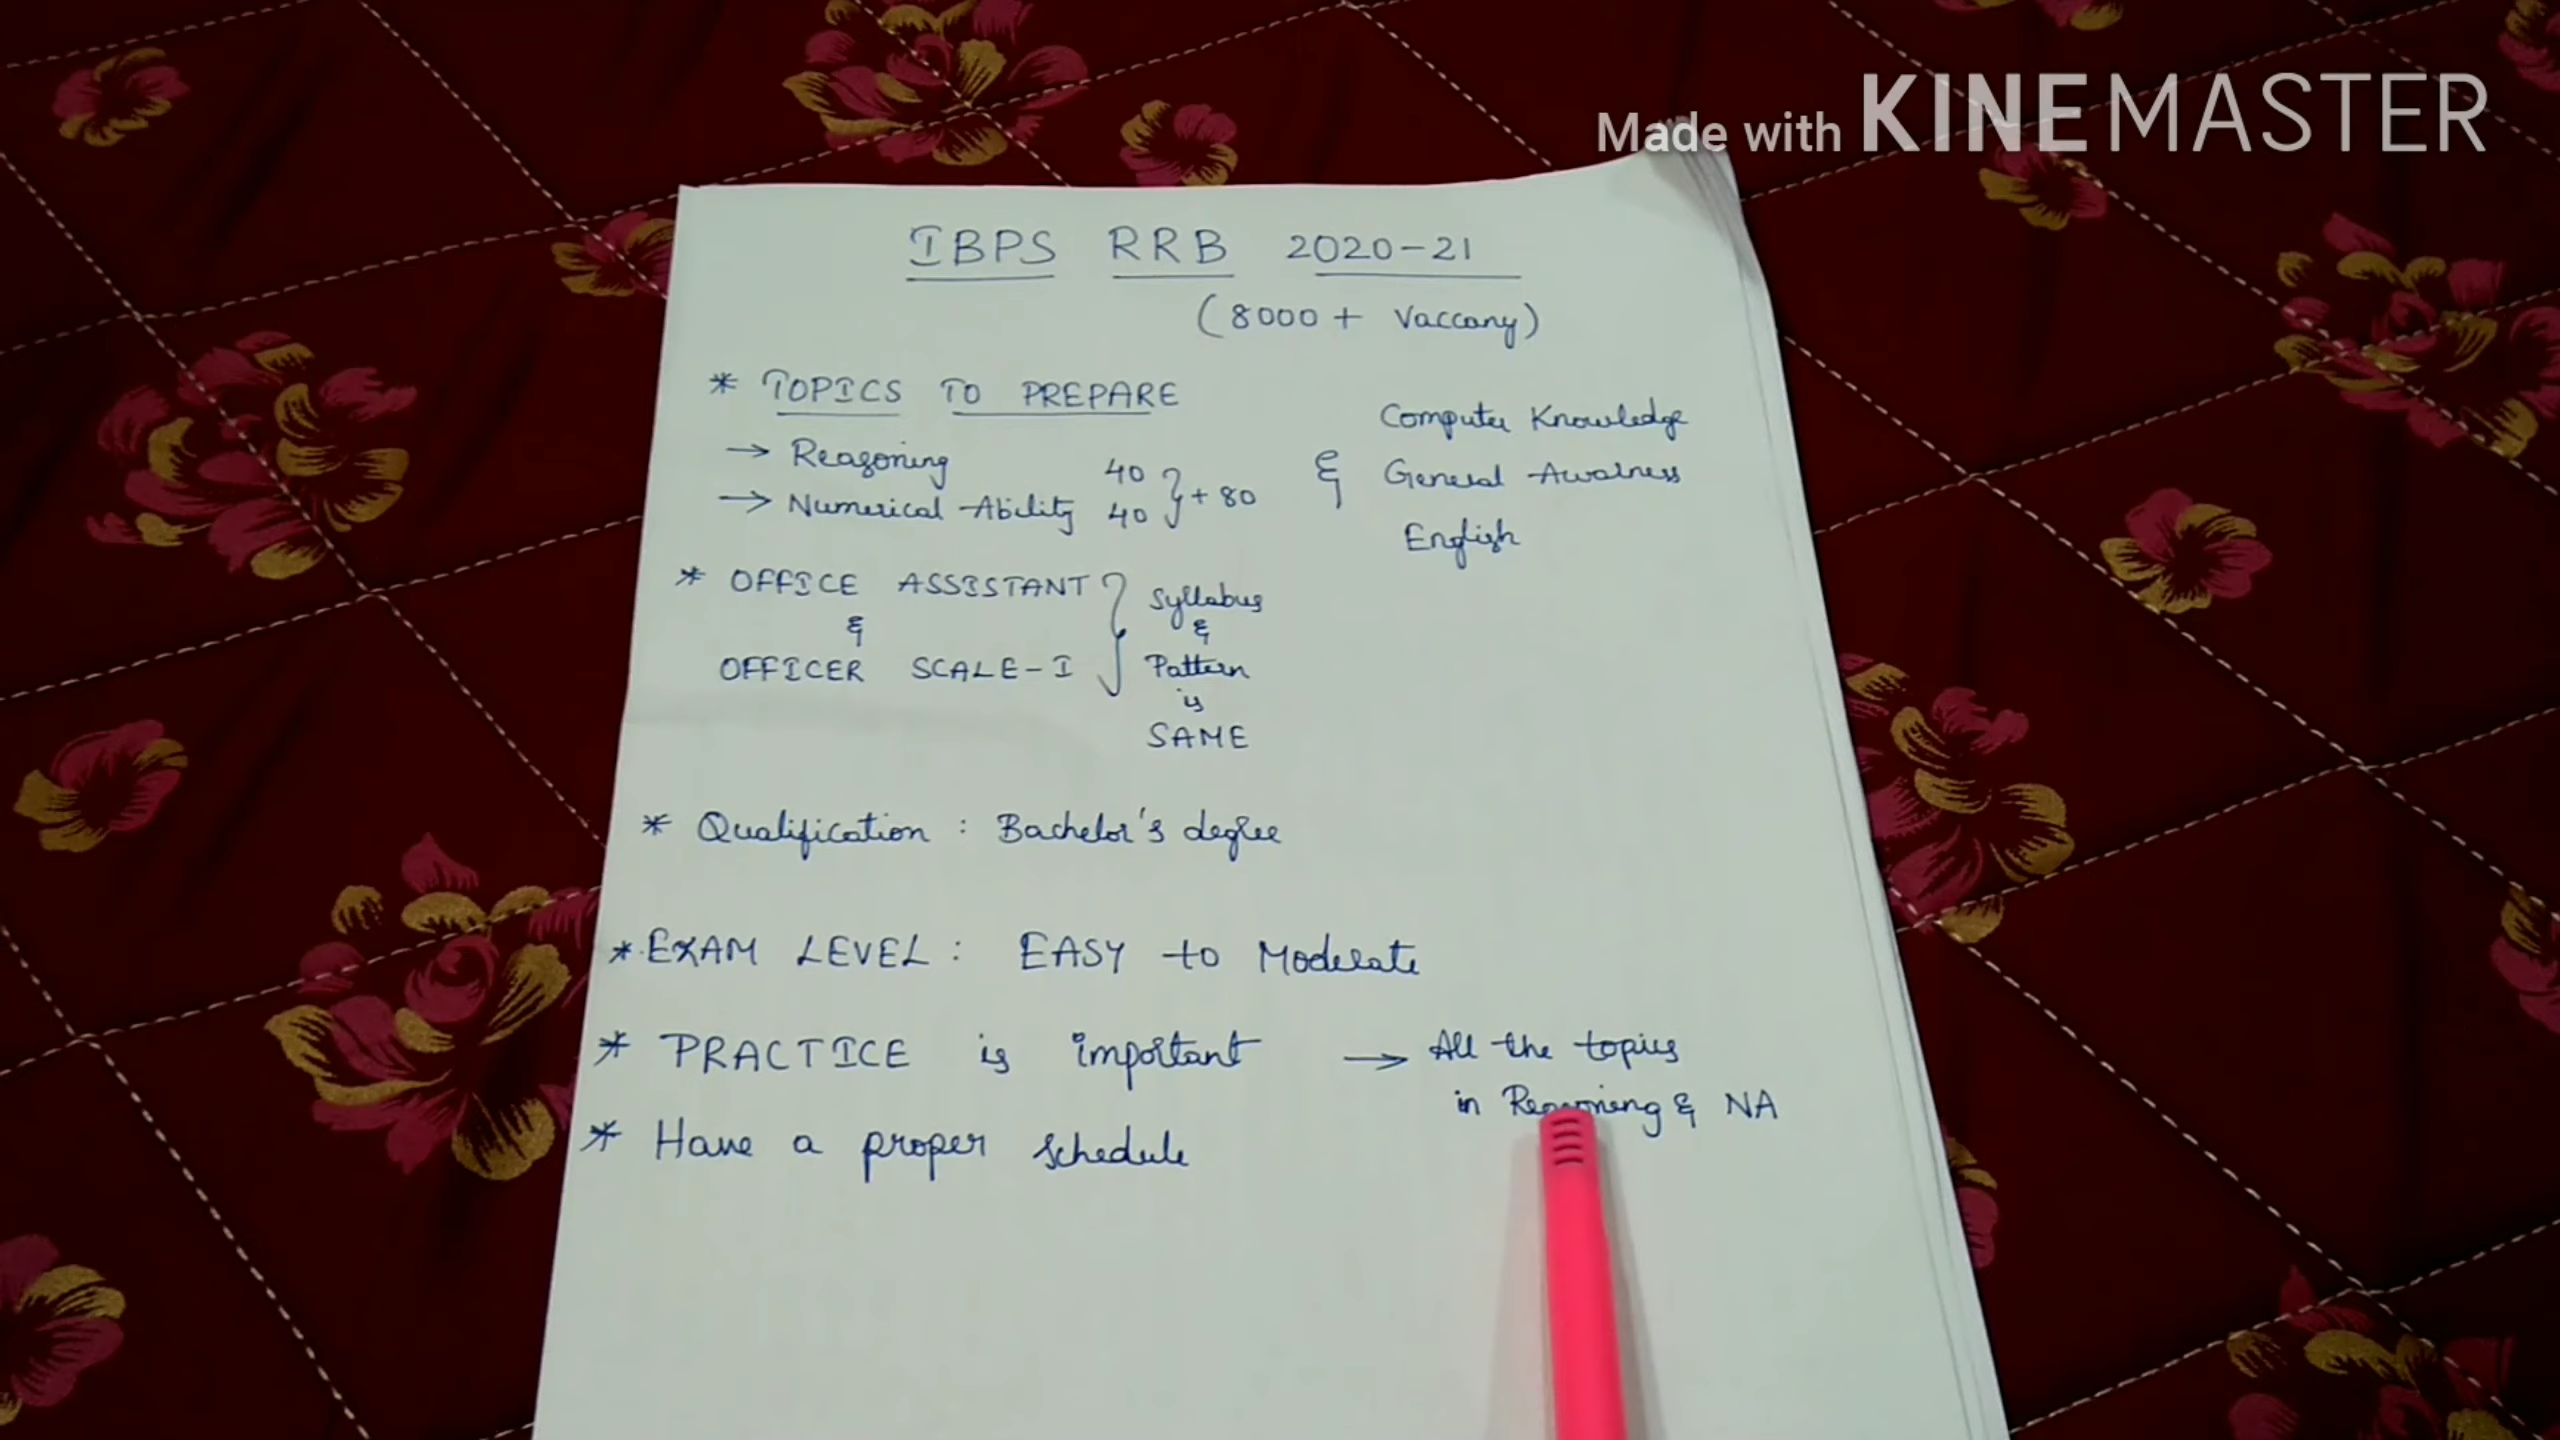 Made with KINEMASTER
IBPS RRB 2020-21
(8000 + Vaccany)
* TOPICS TO PREPARE
→ Reasoning 40
→ Numerical Ability 40 } + 80
& Computer Knowledge
General Awarness
English
* OFFICE ASSISTANT
&
OFFICER SCALE-I
} Syllabus
&
Pattern
is
SAME
* Qualification : Bachelor's degree
* EXAM LEVEL : EASY to Moderate
* PRACTICE is important → All the topics
in Reasoning & NA
* Have a proper schedule